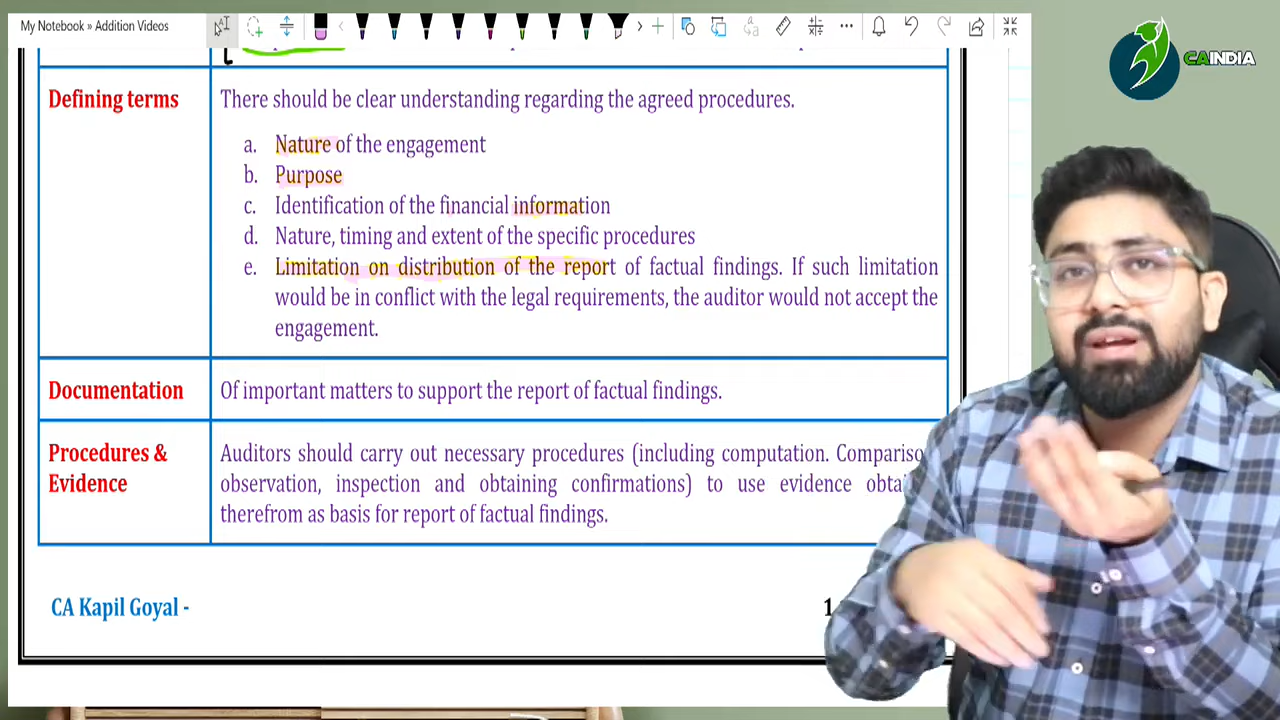 My Notebook » Addition Videos
CAINDIA
Defining terms
There should be clear understanding regarding the agreed procedures.
a. Nature of the engagement
b. Purpose
c. Identification of the financial information
d. Nature, timing and extent of the specific procedures
e. Limitation on distribution of the report of factual findings. If such limitation
would be in conflict with the legal requirements, the auditor would not accept the
engagement.
Documentation
Of important matters to support the report of factual findings.
Procedures &
Evidence
Auditors should carry out necessary procedures (including computation. Compariso
observation, inspection and obtaining confirmations) to use evidence obtai
therefrom as basis for report of factual findings.
CA Kapil Goyal -
1